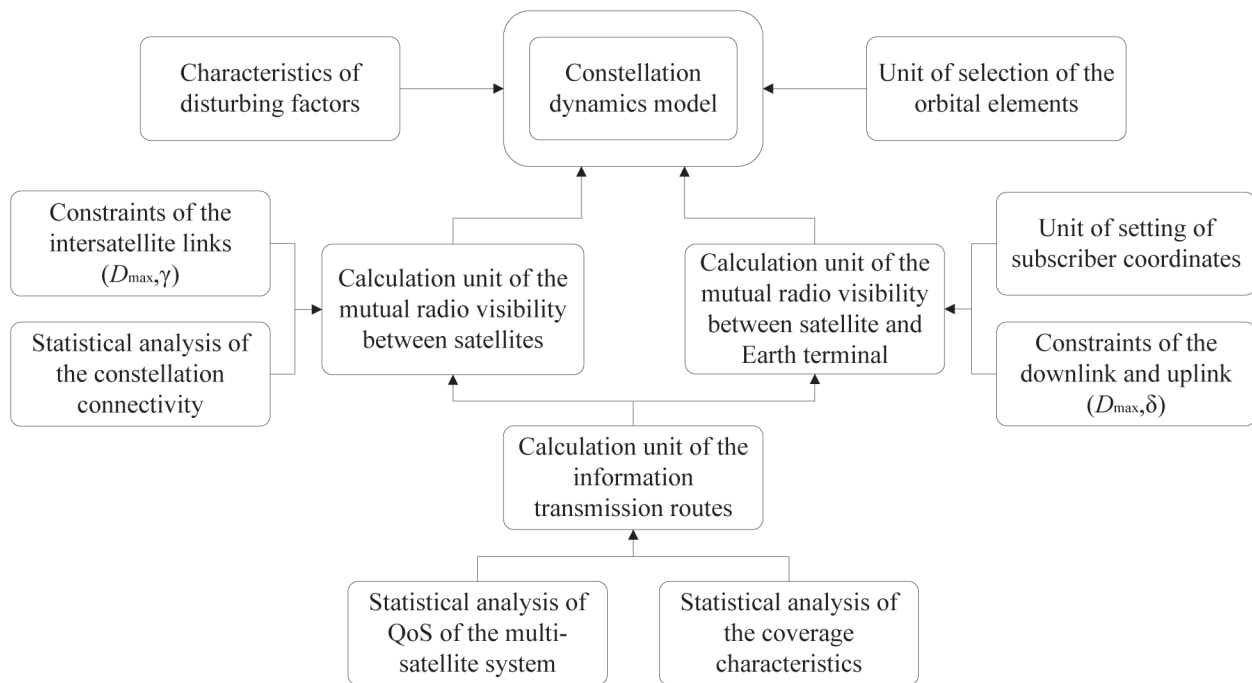 Characteristics of
disturbing factors
Constellation
dynamics model
Unit of selection of the
orbital elements
Constraints of the
intersatellite links
(Dmax,γ)
Statistical analysis of
the constellation
connectivity
Calculation unit of the
mutual radio visibility
between satellites
Calculation unit of the
mutual radio visibility
between satellite and
Earth terminal
Unit of setting of
subscriber coordinates
Constraints of the
downlink and uplink
(Dmax,δ)
Calculation unit of the
information
transmission routes
Statistical analysis of
QoS of the multi-
satellite system
Statistical analysis of
the coverage
characteristics